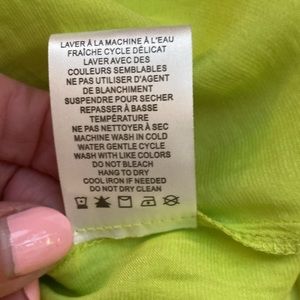 LAVER À LA MACHINE À L'EAU
FRAÎCHE CYCLE DÉLICAT
LAVER AVEC DES
COULEURS SEMBLABLES
NE PAS UTILISER D'AGENT
DE BLANCHIMENT
SUSPENDRE POUR SECHER
REPASSER À BASSE
TEMPÉRATURE
NE PAS NETTOYER À SEC
MACHINE WASH IN COLD
WATER GENTLE CYCLE
WASH WITH LIKE COLORS
DO NOT BLEACH
HANG TO DRY
COOL IRON IF NEEDED
DO NOT DRY CLEAN